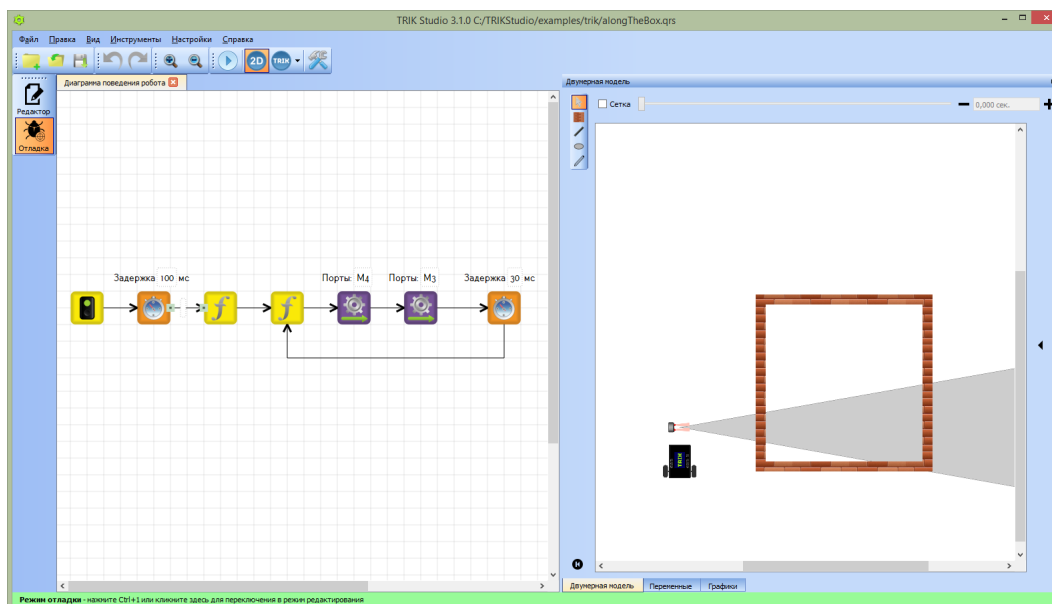 TRIK Studio 3.1.0 C:/TRIKStudio/examples/trik/alongTheBox.qrs
Файл Правка Вид Инструменты Настройки Справка
2D TRIK
Редактор
Отладка
Диаграмма поведения робота
Задержка 100 мс
Порты: M4
Порты: M3
Задержка 30 мс
Двумерная модель
Сетка
0,000 сек.
TRIK
Двумерная модель Переменные Графики
Режим отладки - нажмите Ctrl+1 или кликните здесь для переключения в режим редактирования